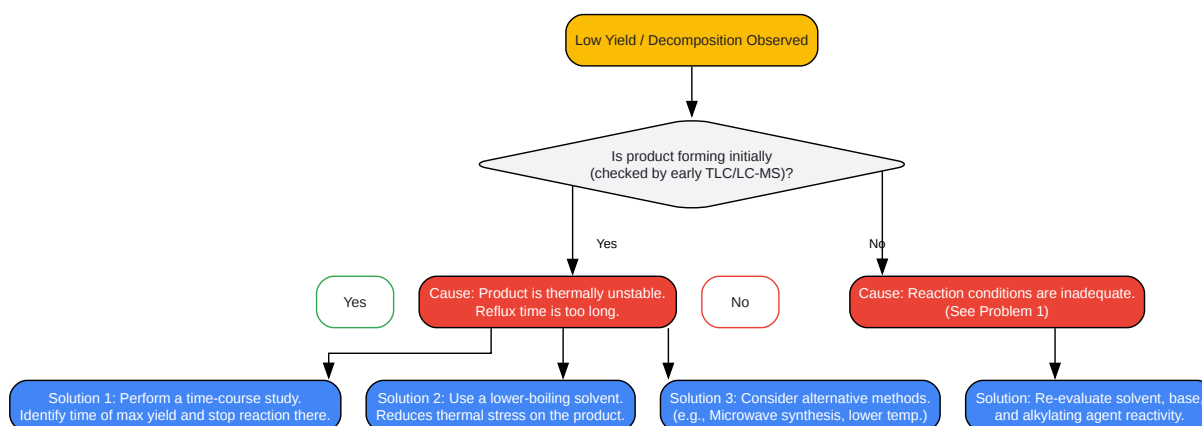 Low Yield / Decomposition Observed
Is product forming initially
(checked by early TLC/LC-MS)?
Yes
No
Yes
Cause: Product is thermally unstable.
Reflux time is too long.
No
Cause: Reaction conditions are inadequate.
(See Problem 1)
Solution 1: Perform a time-course study.
Identify time of max yield and stop reaction there.
Solution 2: Use a lower-boiling solvent.
Reduces thermal stress on the product.
Solution 3: Consider alternative methods.
(e.g., Microwave synthesis, lower temp.)
Solution: Re-evaluate solvent, base,
and alkylating agent reactivity.